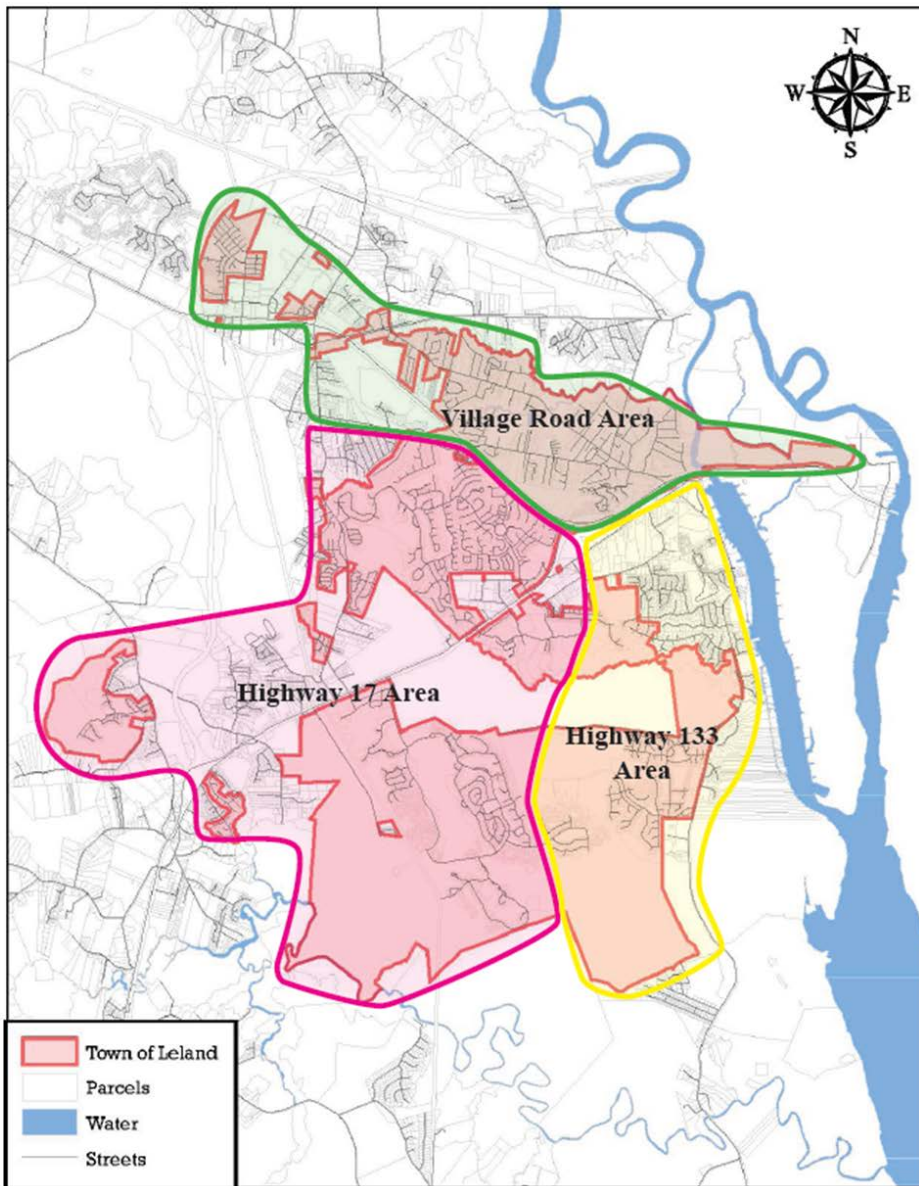 N
W E
S
Village Road Area
Highway 17 Area
Highway 133
Area
Town of Leland
Parcels
Water
Streets